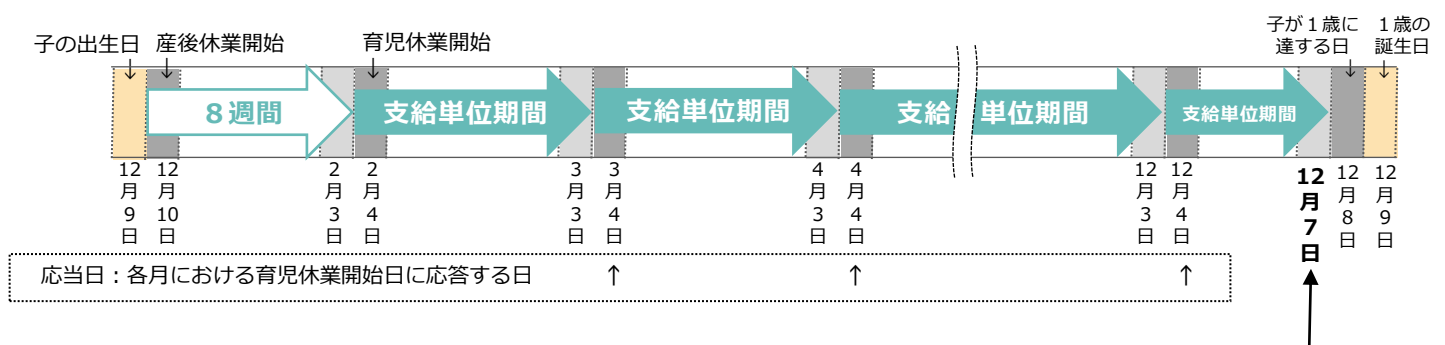 子の出生日 産後休業開始 育児休業開始 子が1歳に達する日 1歳の誕生日
↓ ↓ ↓ ↓ ↓
8週間 支給単位期間 支給単位期間 支給単位期間 支給単位期間
12月9日 12月10日 2月3日 2月4日 3月3日 3月4日 4月3日 4月4日 12月3日 12月4日 12月7日 12月8日 12月9日
応当日:各月における育児休業開始日に応答する日 ↑ ↑ ↑